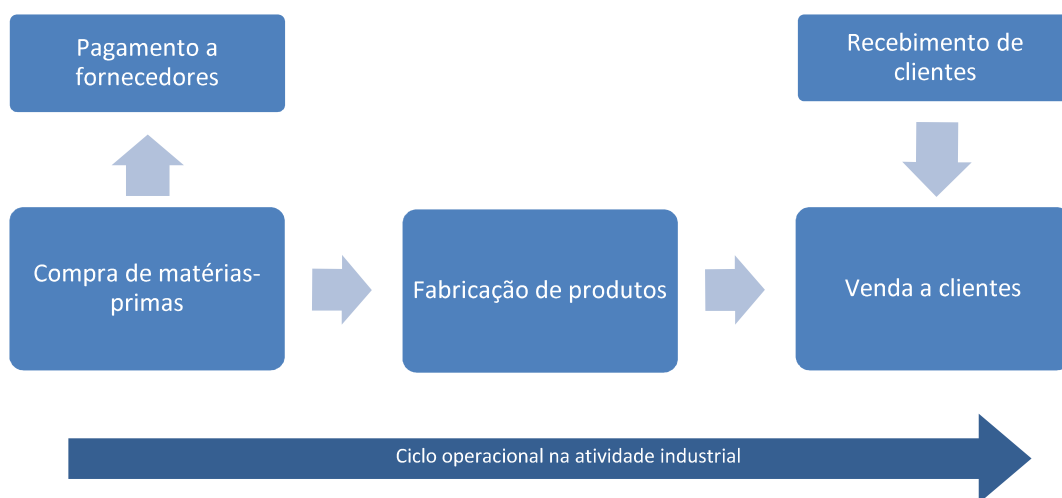 Pagamento a
fornecedores
Recebimento de
clientes
Compra de matérias-
primas
Fabricação de produtos
Venda a clientes
Ciclo operacional na atividade industrial